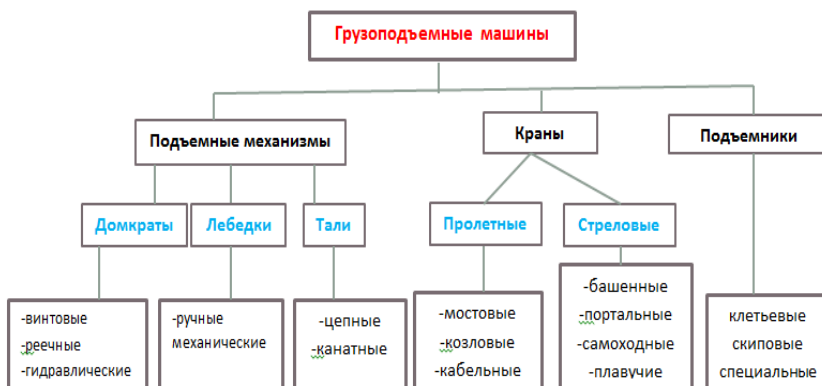 Грузоподъемные машины
Подъемные механизмы
Краны
Подъемники
Домкраты
Лебедки
Тали
Пролетные
Стреловые
-винтовые
-реечные
-гидравлические
-ручные
механические
-цепные
-канатные
-мостовые
-козловые
-кабельные
-башенные
-портальные
-самоходные
-плавучие
клетьевые
скиповые
специальные